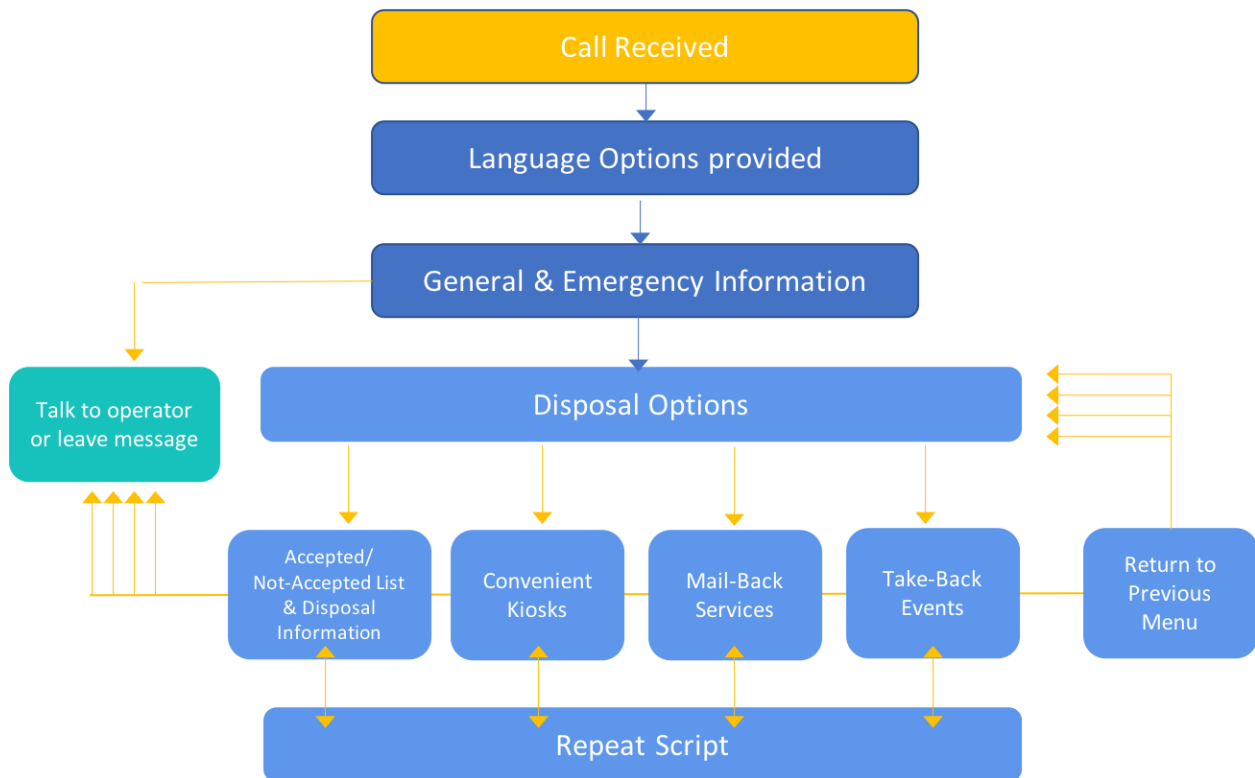 Call Received
Language Options provided
General & Emergency Information
Talk to operator
or leave message
Disposal Options
Accepted/
Not-Accepted List
& Disposal
Information
Convenient
Kiosks
Mail-Back
Services
Take-Back
Events
Return to
Previous
Menu
Repeat Script